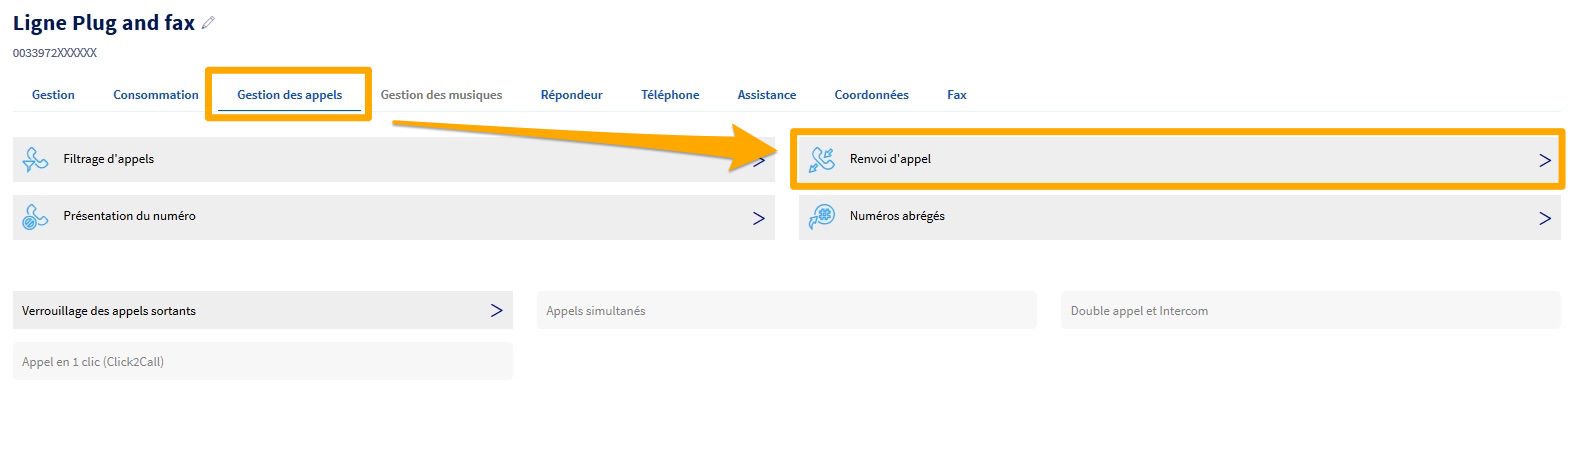 Ligne Plug and fax
0033972XXXXXX
Gestion Consommation Gestion des appels Gestion des musiques Répondeur Téléphone Assistance Coordonnées Fax
Filtrage d'appels > Renvoi d'appel >
Présentation du numéro > Numéros abrégés >
Verrouillage des appels sortants > Appels simultanés Double appel et Intercom
Appel en 1 clic (Click2Call)